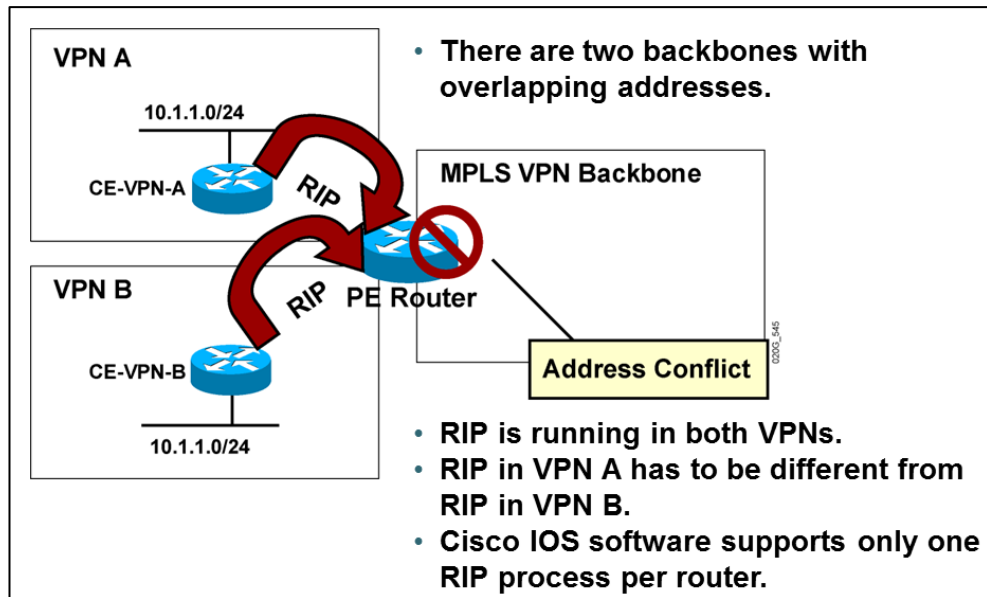 VPN A
10.1.1.0/24
CE-VPN-A
RIP
VPN B
RIP
CE-VPN-B
10.1.1.0/24
PE Router
MPLS VPN Backbone
Address Conflict
020G_545
• There are two backbones with
overlapping addresses.
• RIP is running in both VPNs.
• RIP in VPN A has to be different from
RIP in VPN B.
• Cisco IOS software supports only one
RIP process per router.